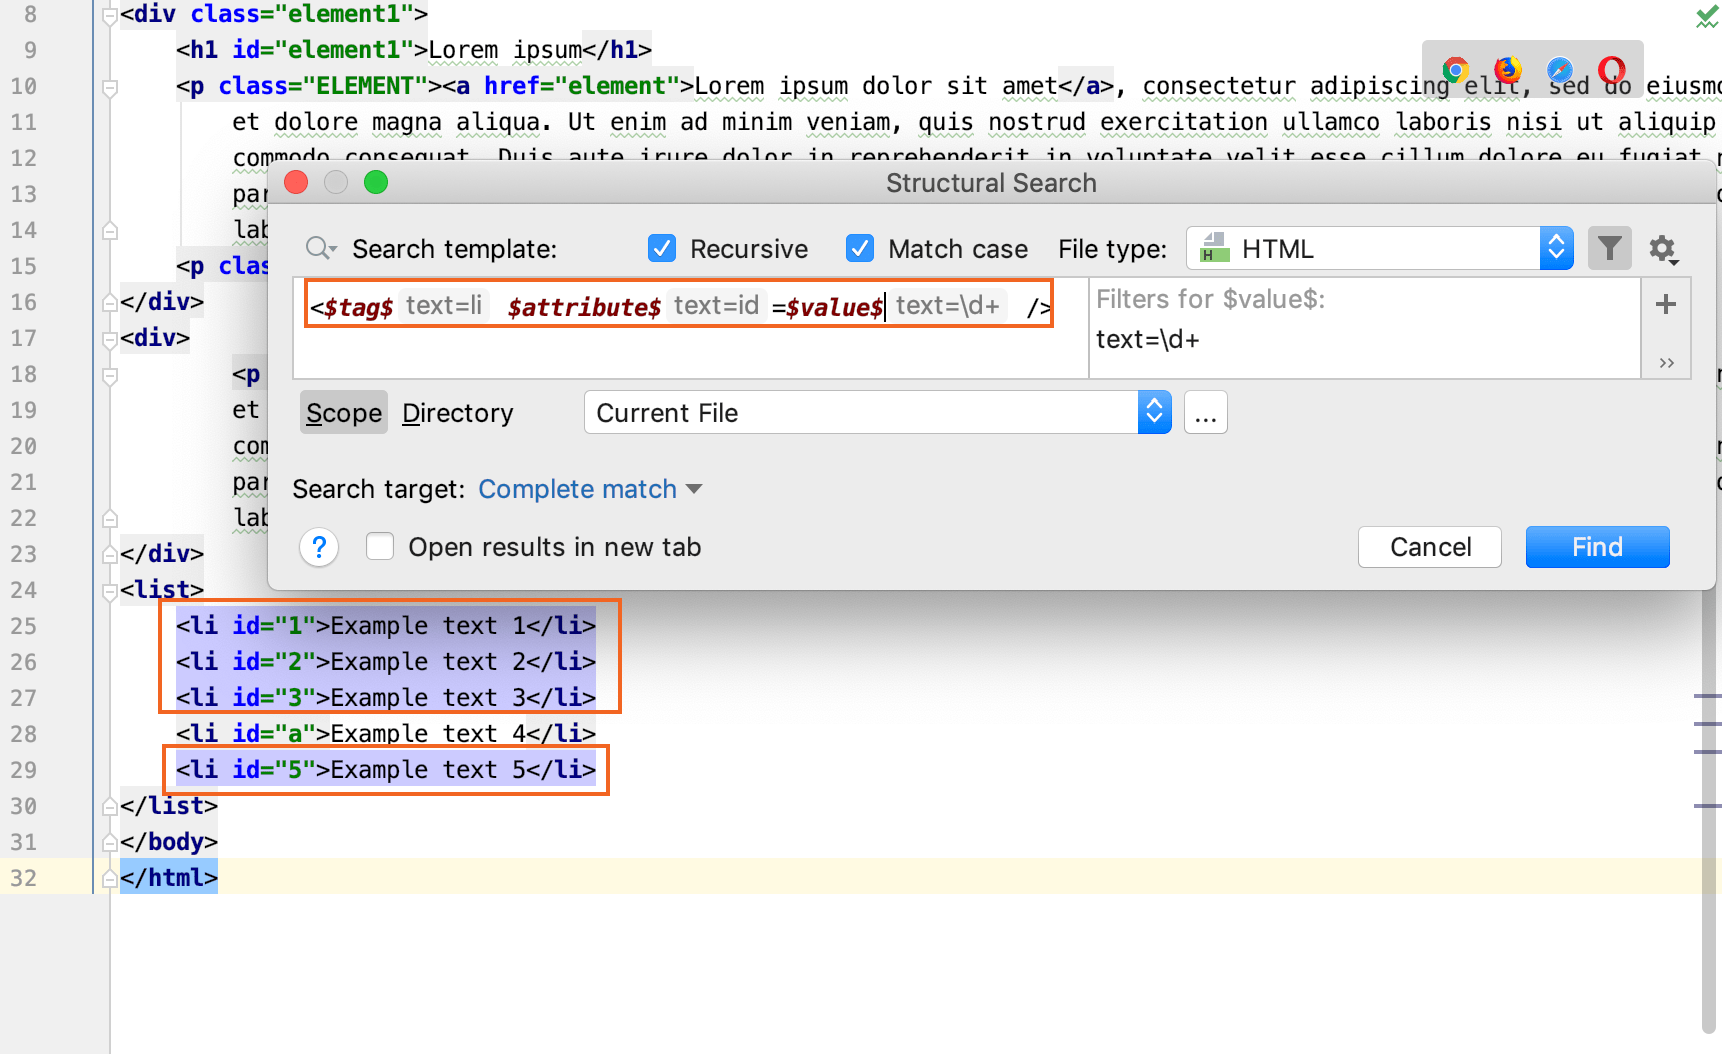 8 <div class="element1">
9 <h1 id="element1">Lorem ipsum</h1>
10 <p class="ELEMENT"><a href="element">Lorem ipsum dolor sit amet</a>, consectetur adipiscing elit, sed do eiusmo
11 et dolore magna aliqua. Ut enim ad minim veniam, quis nostrud exercitation ullamco laboris nisi ut aliquip
12 commodo consequat. Duis aute irure dolor in reprehenderit in voluptate velit esse cillum dolore eu fugiat
13 par
14 lab
15 <p clas
16 </div>
17 <div>
18 <p
19 et
20 com
21 par
22 lab
23 </div>
24 <list>
25 <li id="1">Example text 1</li>
26 <li id="2">Example text 2</li>
27 <li id="3">Example text 3</li>
28 <li id="a">Example text 4</li>
29 <li id="5">Example text 5</li>
30 </list>
31 </body>
32 </html>
Structural Search
Search template: Recursive Match case File type: H HTML
<$tag$ text=li $attribute$ text=id =$value$ text=\d+ />
Filters for $value$:
text=\d+
Scope Directory Current File ...
Search target: Complete match
? Open results in new tab Cancel Find